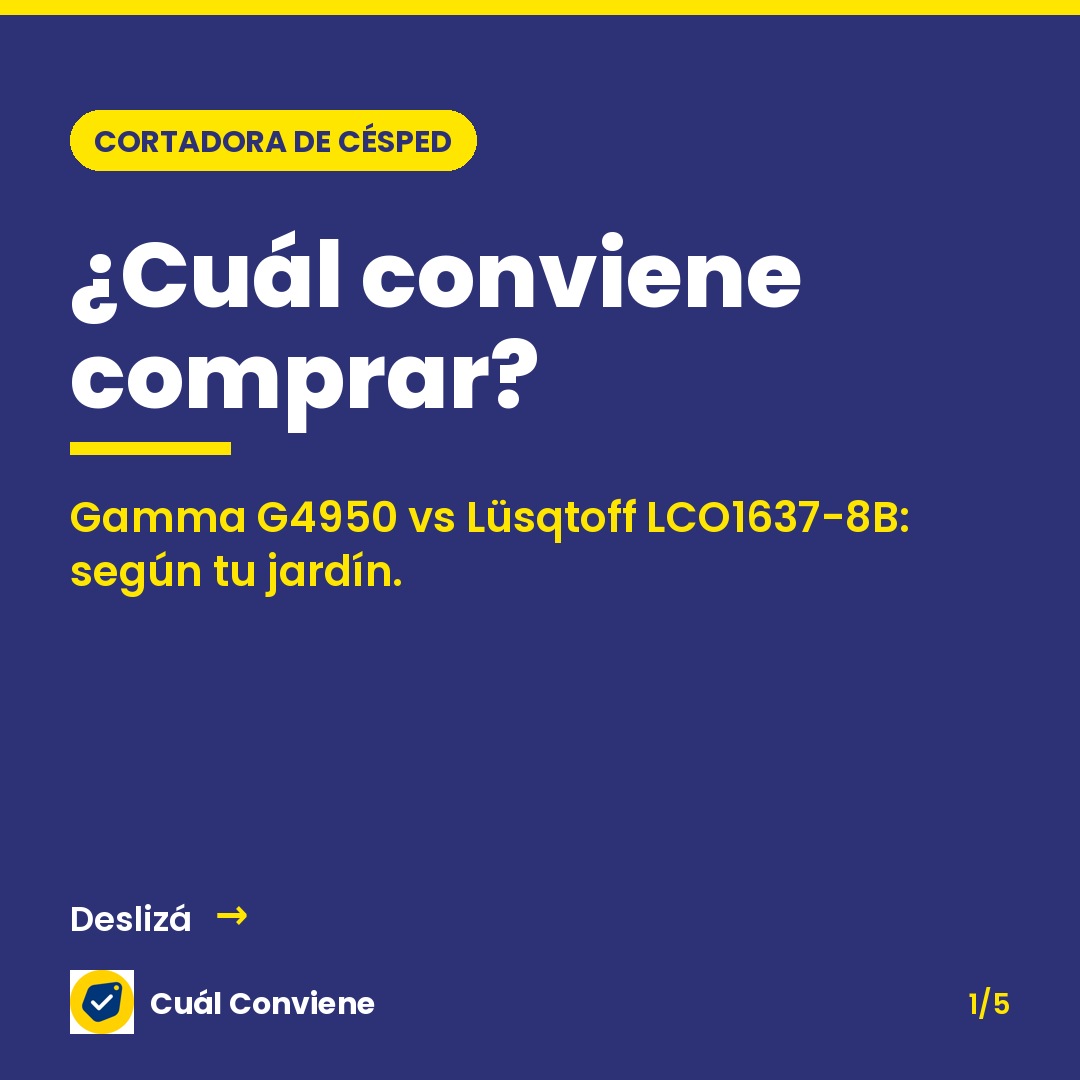 CORTADORA DE CÉSPED
¿Cuál conviene
comprar?
Gamma G4950 vs Lüsqtoff LCO1637-8B:
según tu jardín.
Deslizá →
Cuál Conviene
1/5